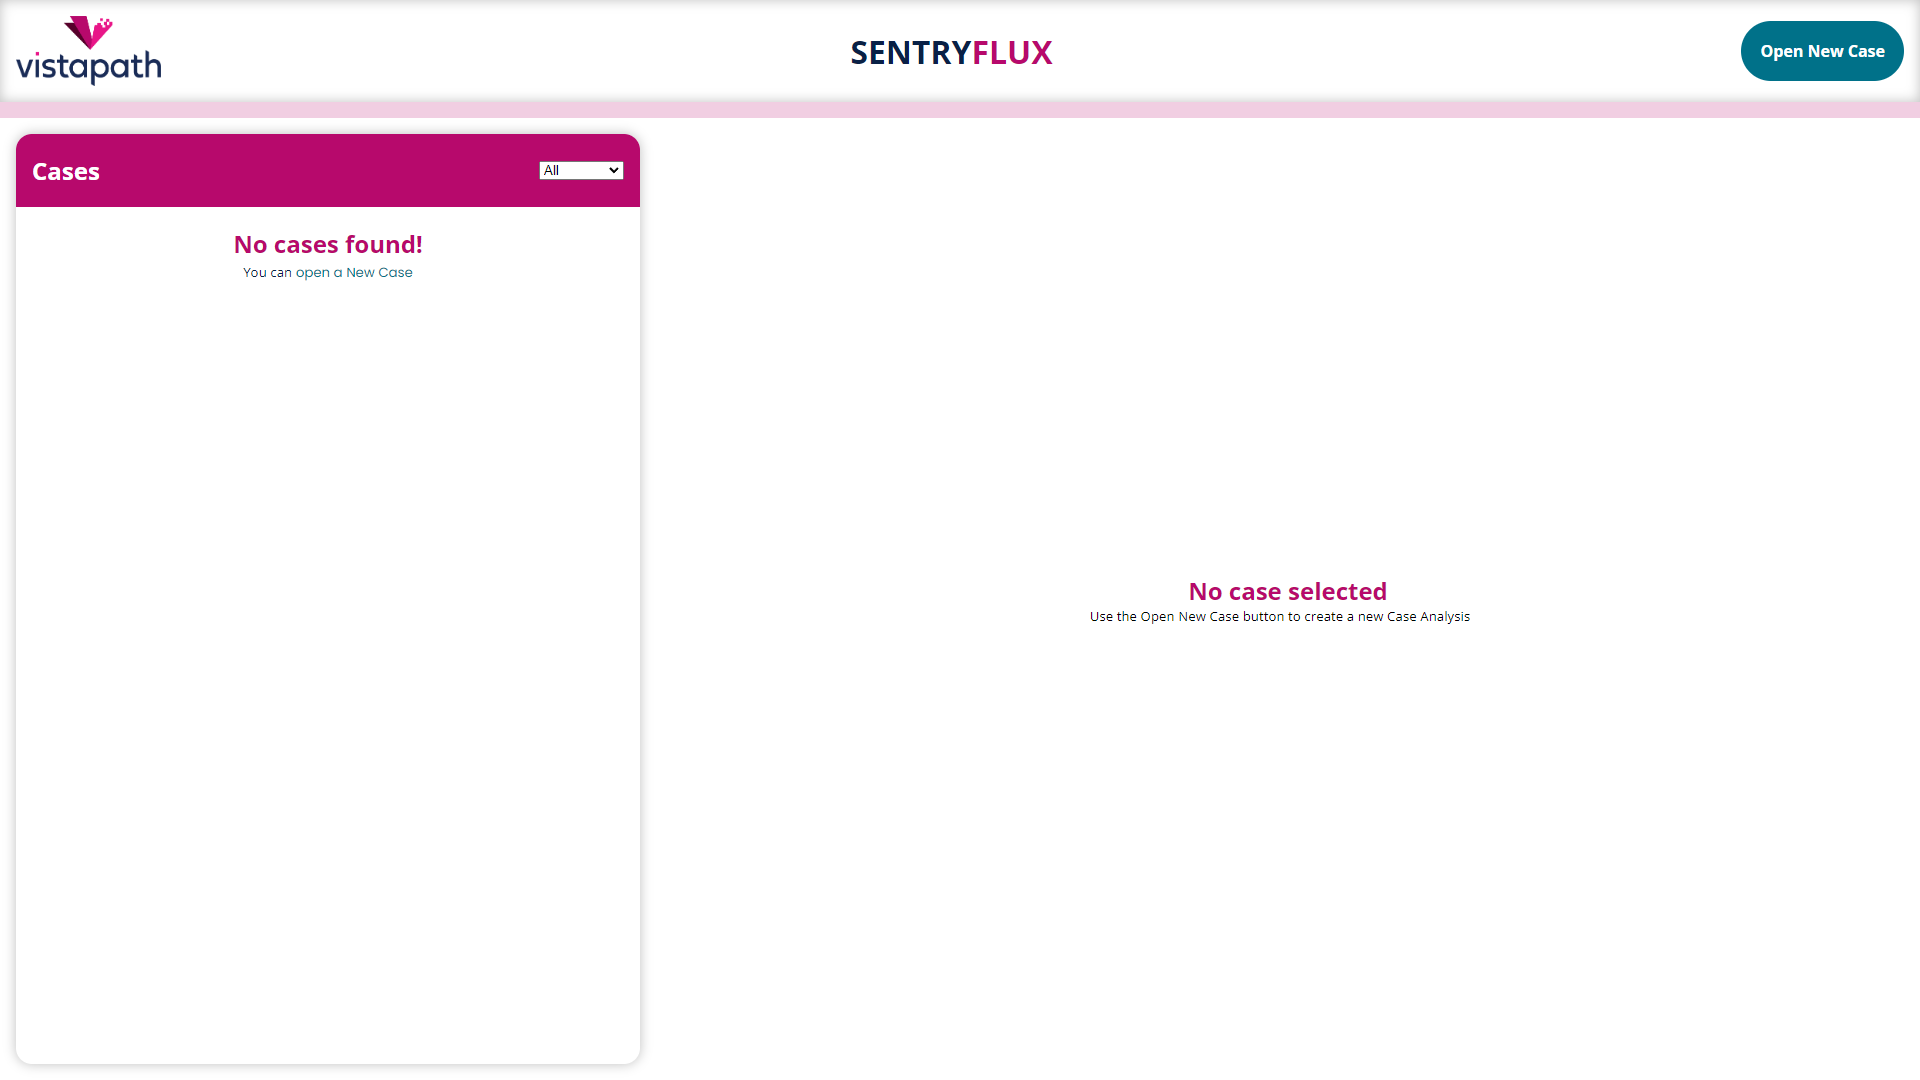 vistapath
SENTRYFLUX
Open New Case
Cases
All
No cases found!
You can open a New Case
No case selected
Use the Open New Case button to create a new Case Analysis